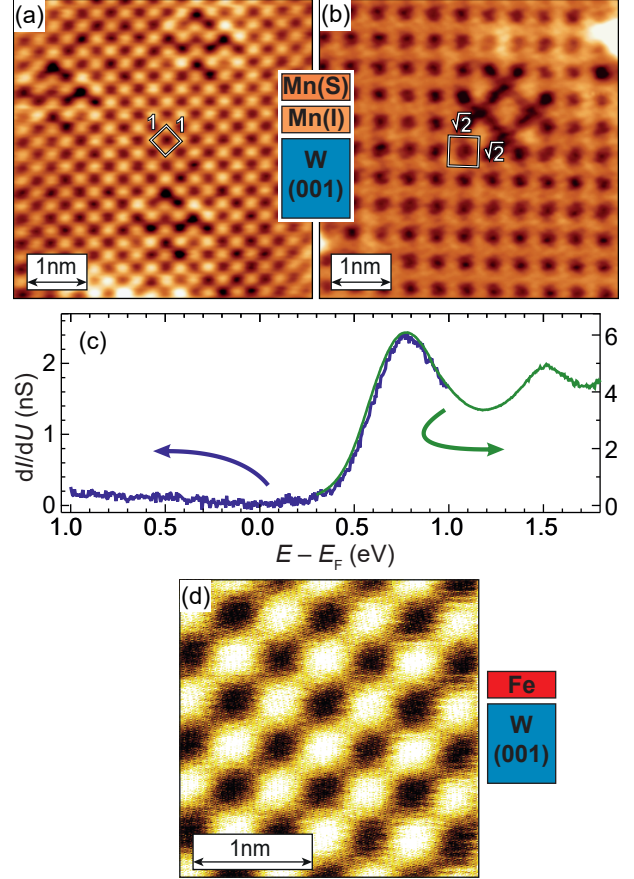 (a)
(b)
1 1
Mn(S)
Mn(I)
W
(001)
√2
√2
1nm
1nm
(c)
dI/dU (nS)
2
1
0
6
4
2
0
1.0 0.5 0.0 0.5 1.0 1.5
E – EF (eV)
(d)
Fe
W
(001)
1nm